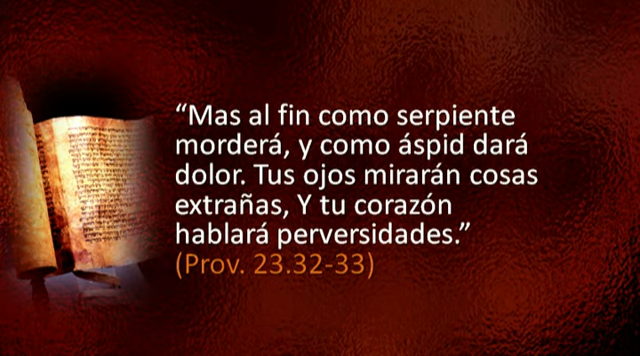 “Mas al fin como serpiente
morderá, y como áspid dará
dolor. Tus ojos mirarán cosas
extrañas, Y tu corazón
hablará perversidades.”
(Prov. 23.32-33)